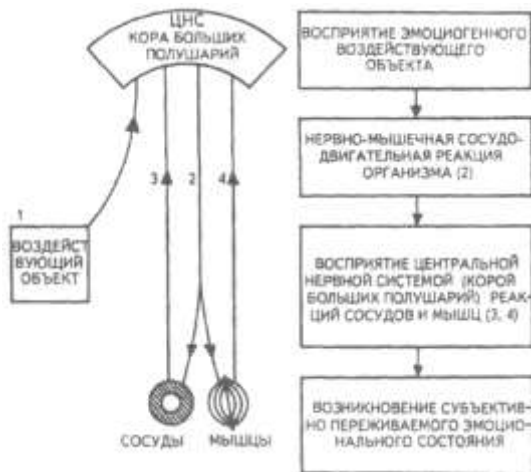 ЦНС
КОРА БОЛЬШИХ
ПОЛУШАРИЙ
3
2
4
1
ВОЗДЕЙСТ
ВУЮЩИЙ
ОБЪЕКТ
СОСУДЫ
МЫШЦЫ
ВОСПРИЯТИЕ ЭМОЦИОГЕННОГО
ВОЗДЕЙСТВУЮЩЕГО
ОБЪЕКТА
НЕРВНО-МЫШЕЧНАЯ СОСУДО-
ДВИГАТЕЛЬНАЯ РЕАКЦИЯ
ОРГАНИЗМА (2)
ВОСПРИЯТИЕ ЦЕНТРАЛЬНОЙ
НЕРВНОЙ СИСТЕМОЙ (КОРОЙ
БОЛЬШИХ ПОЛУШАРИЙ) РЕАК-
ЦИЙ СОСУДОВ И МЫШЦ (3, 4)
ВОЗНИКНОВЕНИЕ СУБЪЕКТИВ-
НО ПЕРЕЖИВАЕМОГО ЭМОЦИО-
НАЛЬНОГО СОСТОЯНИЯ